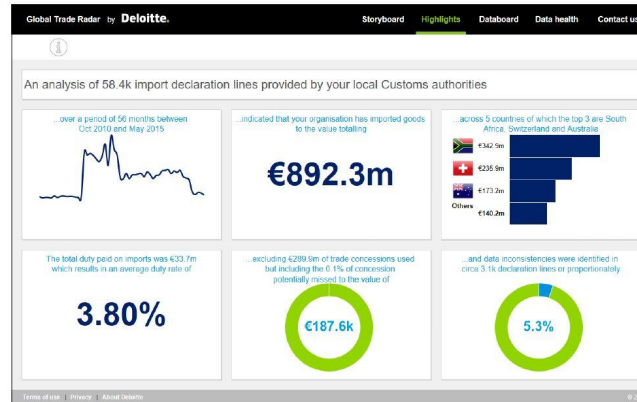 Global Trade Radar by Deloitte.
Storyboard Highlights Databoard Data health Contact us
An analysis of 58.4k import declaration lines provided by your local Customs authorities
...over a period of 56 months between
Oct 2010 and May 2015
...indicated that your organisation has imported goods
to the value totalling
€892.3m
...across 5 countries of which the top 3 are South
Africa, Switzerland and Australia
€342.9m
€235.9m
€173.2m
Others
€140.2m
The total duty paid on imports was €33.7m
which results in an average duty rate of
3.80%
...excluding €289.9m of trade concessions used
but including the 0.1% of concession
potentially missed to the value of
€187.6k
...and data inconsistencies were identified in
circa 3.1k declaration lines or proportionately
5.3%
Terms of use | Privacy | About Deloitte